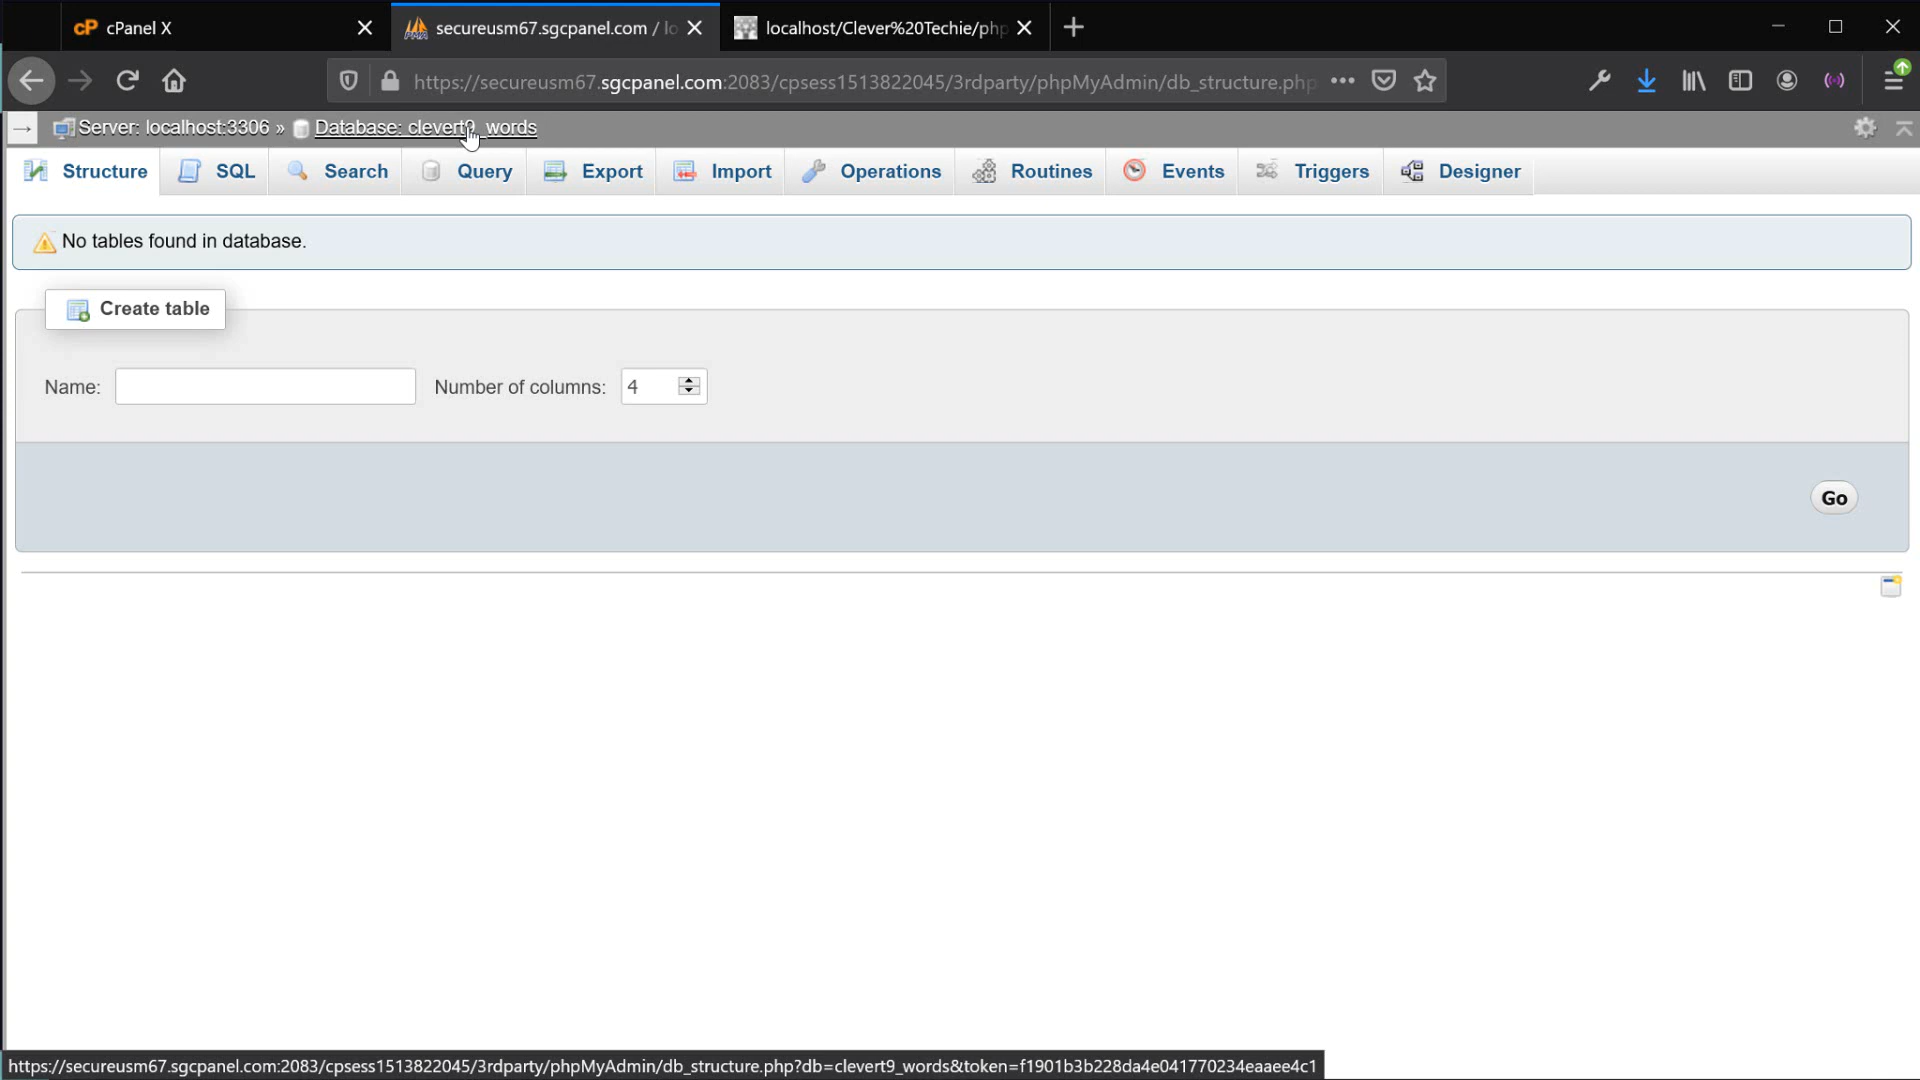 cP cPanel X
secureusm67.sgcpanel.com / lo
localhost/Clever%20Techie/php
https://secureusm67.sgcpanel.com:2083/cpsess1513822045/3rdparty/phpMyAdmin/db_structure.php
Server: localhost:3306 » Database: clevert9_words
Structure SQL Search Query Export Import Operations Routines Events Triggers Designer
No tables found in database.
Create table
Name: Number of columns: 4
Go
https://secureusm67.sgcpanel.com:2083/cpsess1513822045/3rdparty/phpMyAdmin/db_structure.php?db=clevert9_words&token=f1901b3b228da4e041770234eaaee4c1